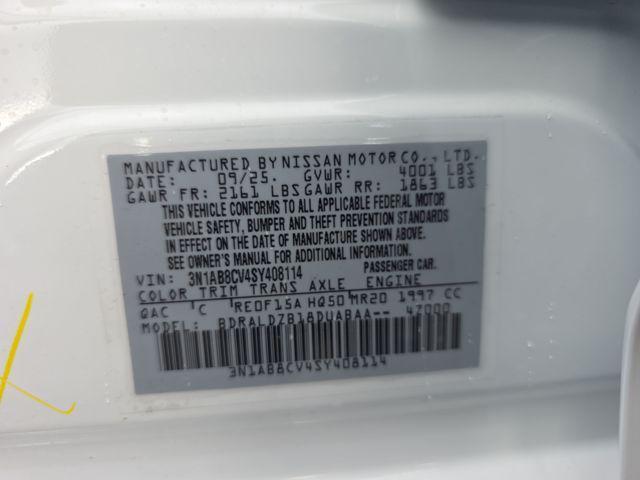 MANUFACTURED BY NISSAN MOTOR CO., LTD.
DATE: 09/25. GVWR: 4001 LBS
GAWR FR: 2161 LBS GAWR RR: 1863 LBS
THIS VEHICLE CONFORMS TO ALL APPLICABLE FEDERAL MOTOR
VEHICLE SAFETY, BUMPER AND THEFT PREVENTION STANDARDS
IN EFFECT ON THE DATE OF MANUFACTURE SHOWN ABOVE.
SEE OWNER'S MANUAL FOR LOADING AND USAGE INFORMATION.
VIN: 3N1AB8CV4SY408114 PASSENGER CAR.
COLOR TRIM TRANS AXLE ENGINE
QAC C RE0F15A HQ50 MR20 1997 CC
MODEL: BDRALDZB18DUABAA-- 47000
3N1AB8CV4SY408114